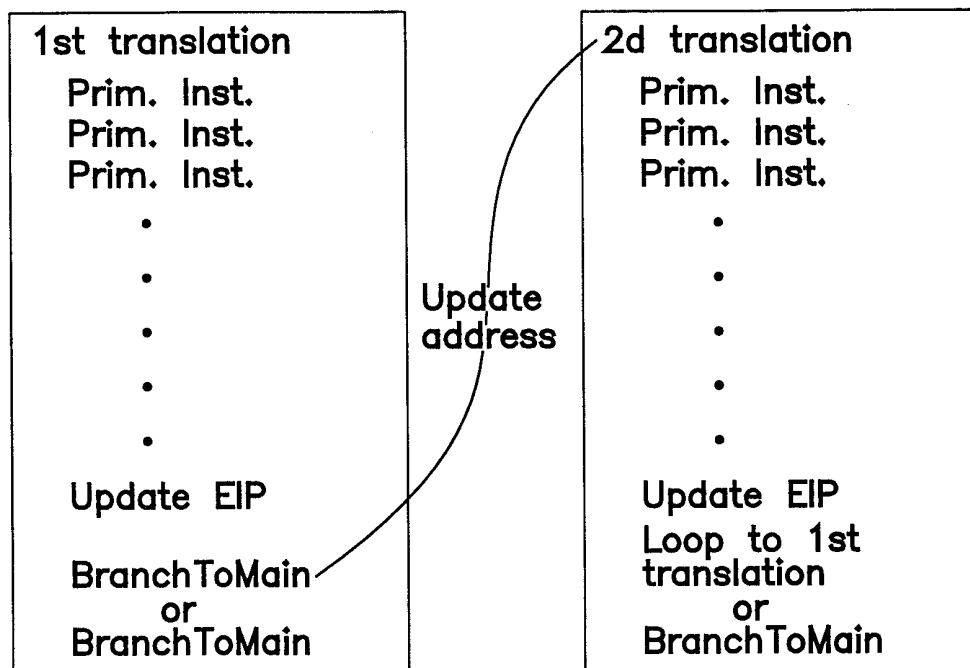 1st translation
Prim. Inst.
Prim. Inst.
Prim. Inst.
Update EIP
BranchToMain
or
BranchToMain
Update
address
2d translation
Prim. Inst.
Prim. Inst.
Prim. Inst.
Update EIP
Loop to 1st
translation
or
BranchToMain